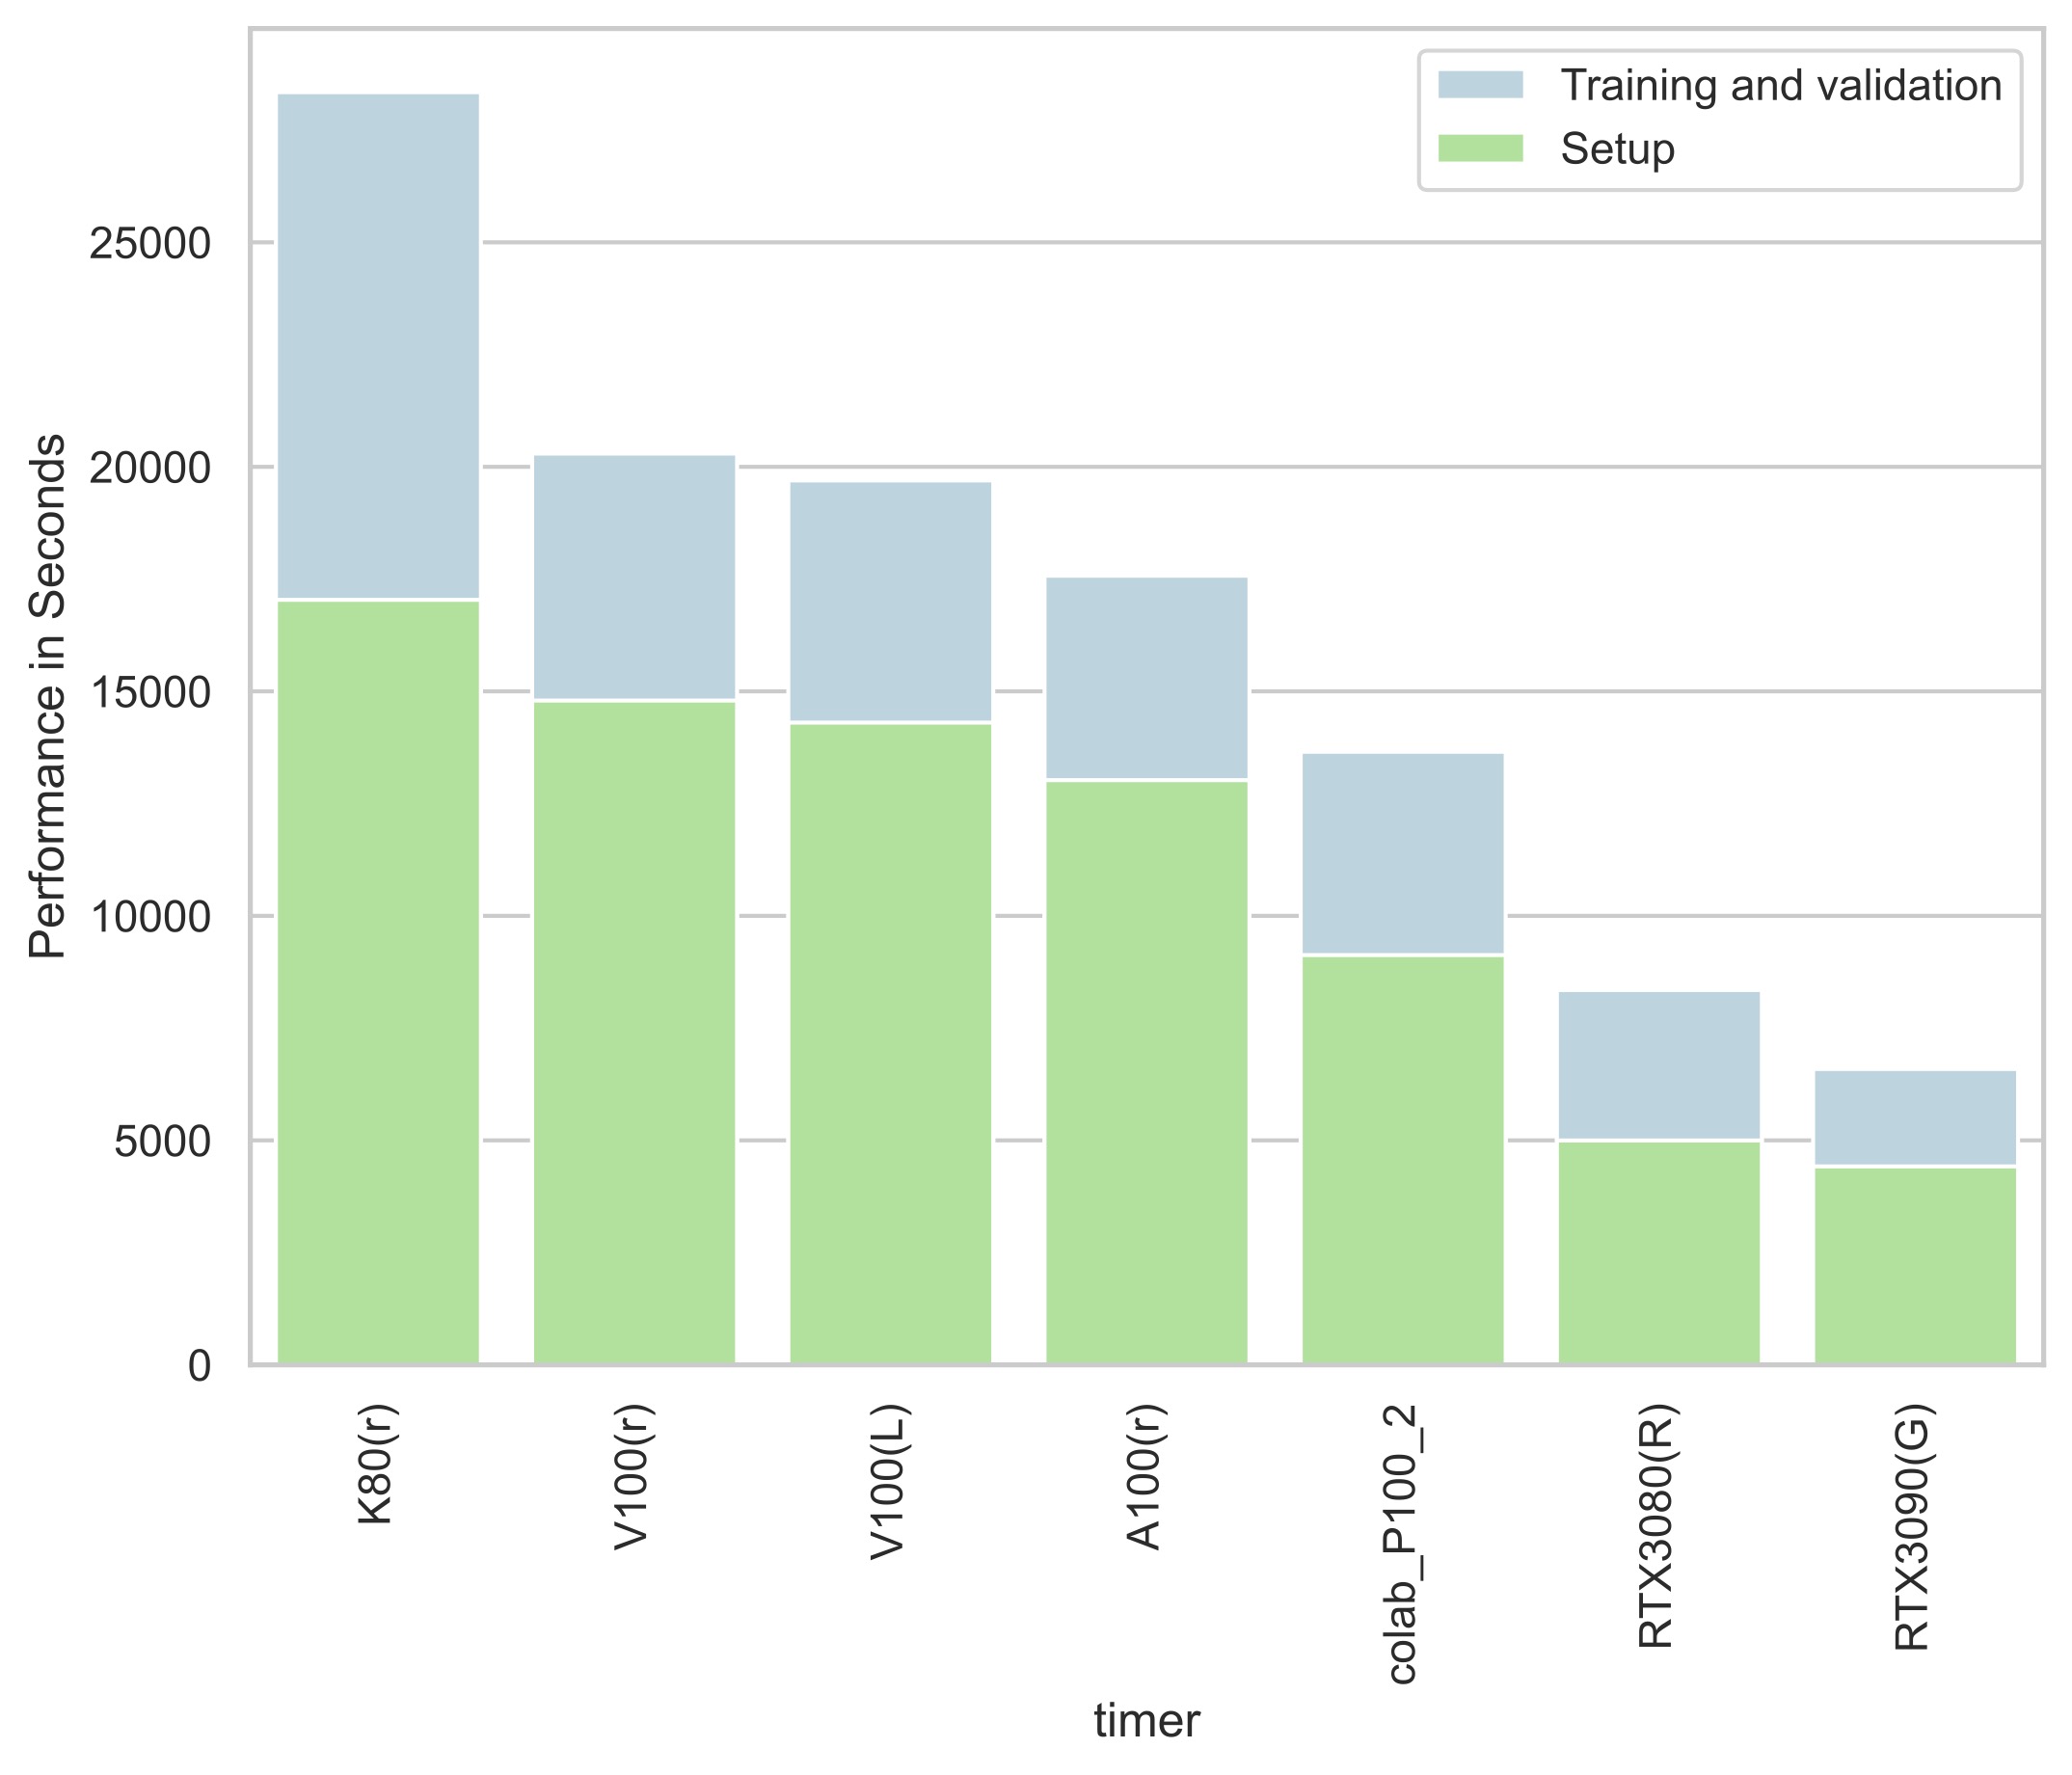 Training and validation
Setup
Performance in Seconds
25000
20000
15000
10000
5000
0
K80(r)
V100(r)
V100(L)
A100(r)
colab_P100_2
RTX3080(R)
RTX3090(G)
timer